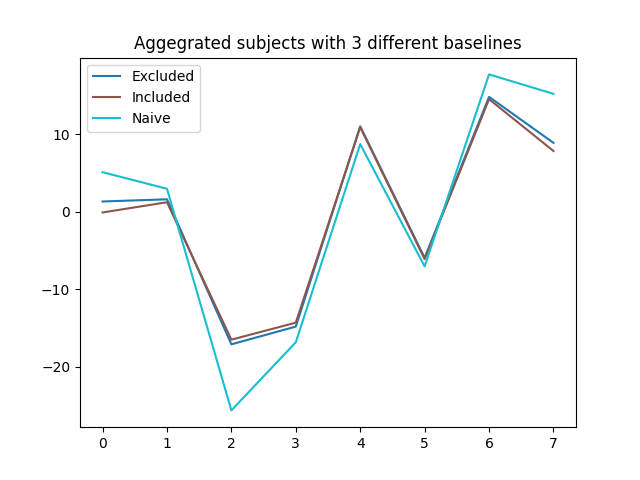 Aggegrated subjects with 3 different baselines
Excluded
Included
Naive
10
0
−10
−20
0 1 2 3 4 5 6 7